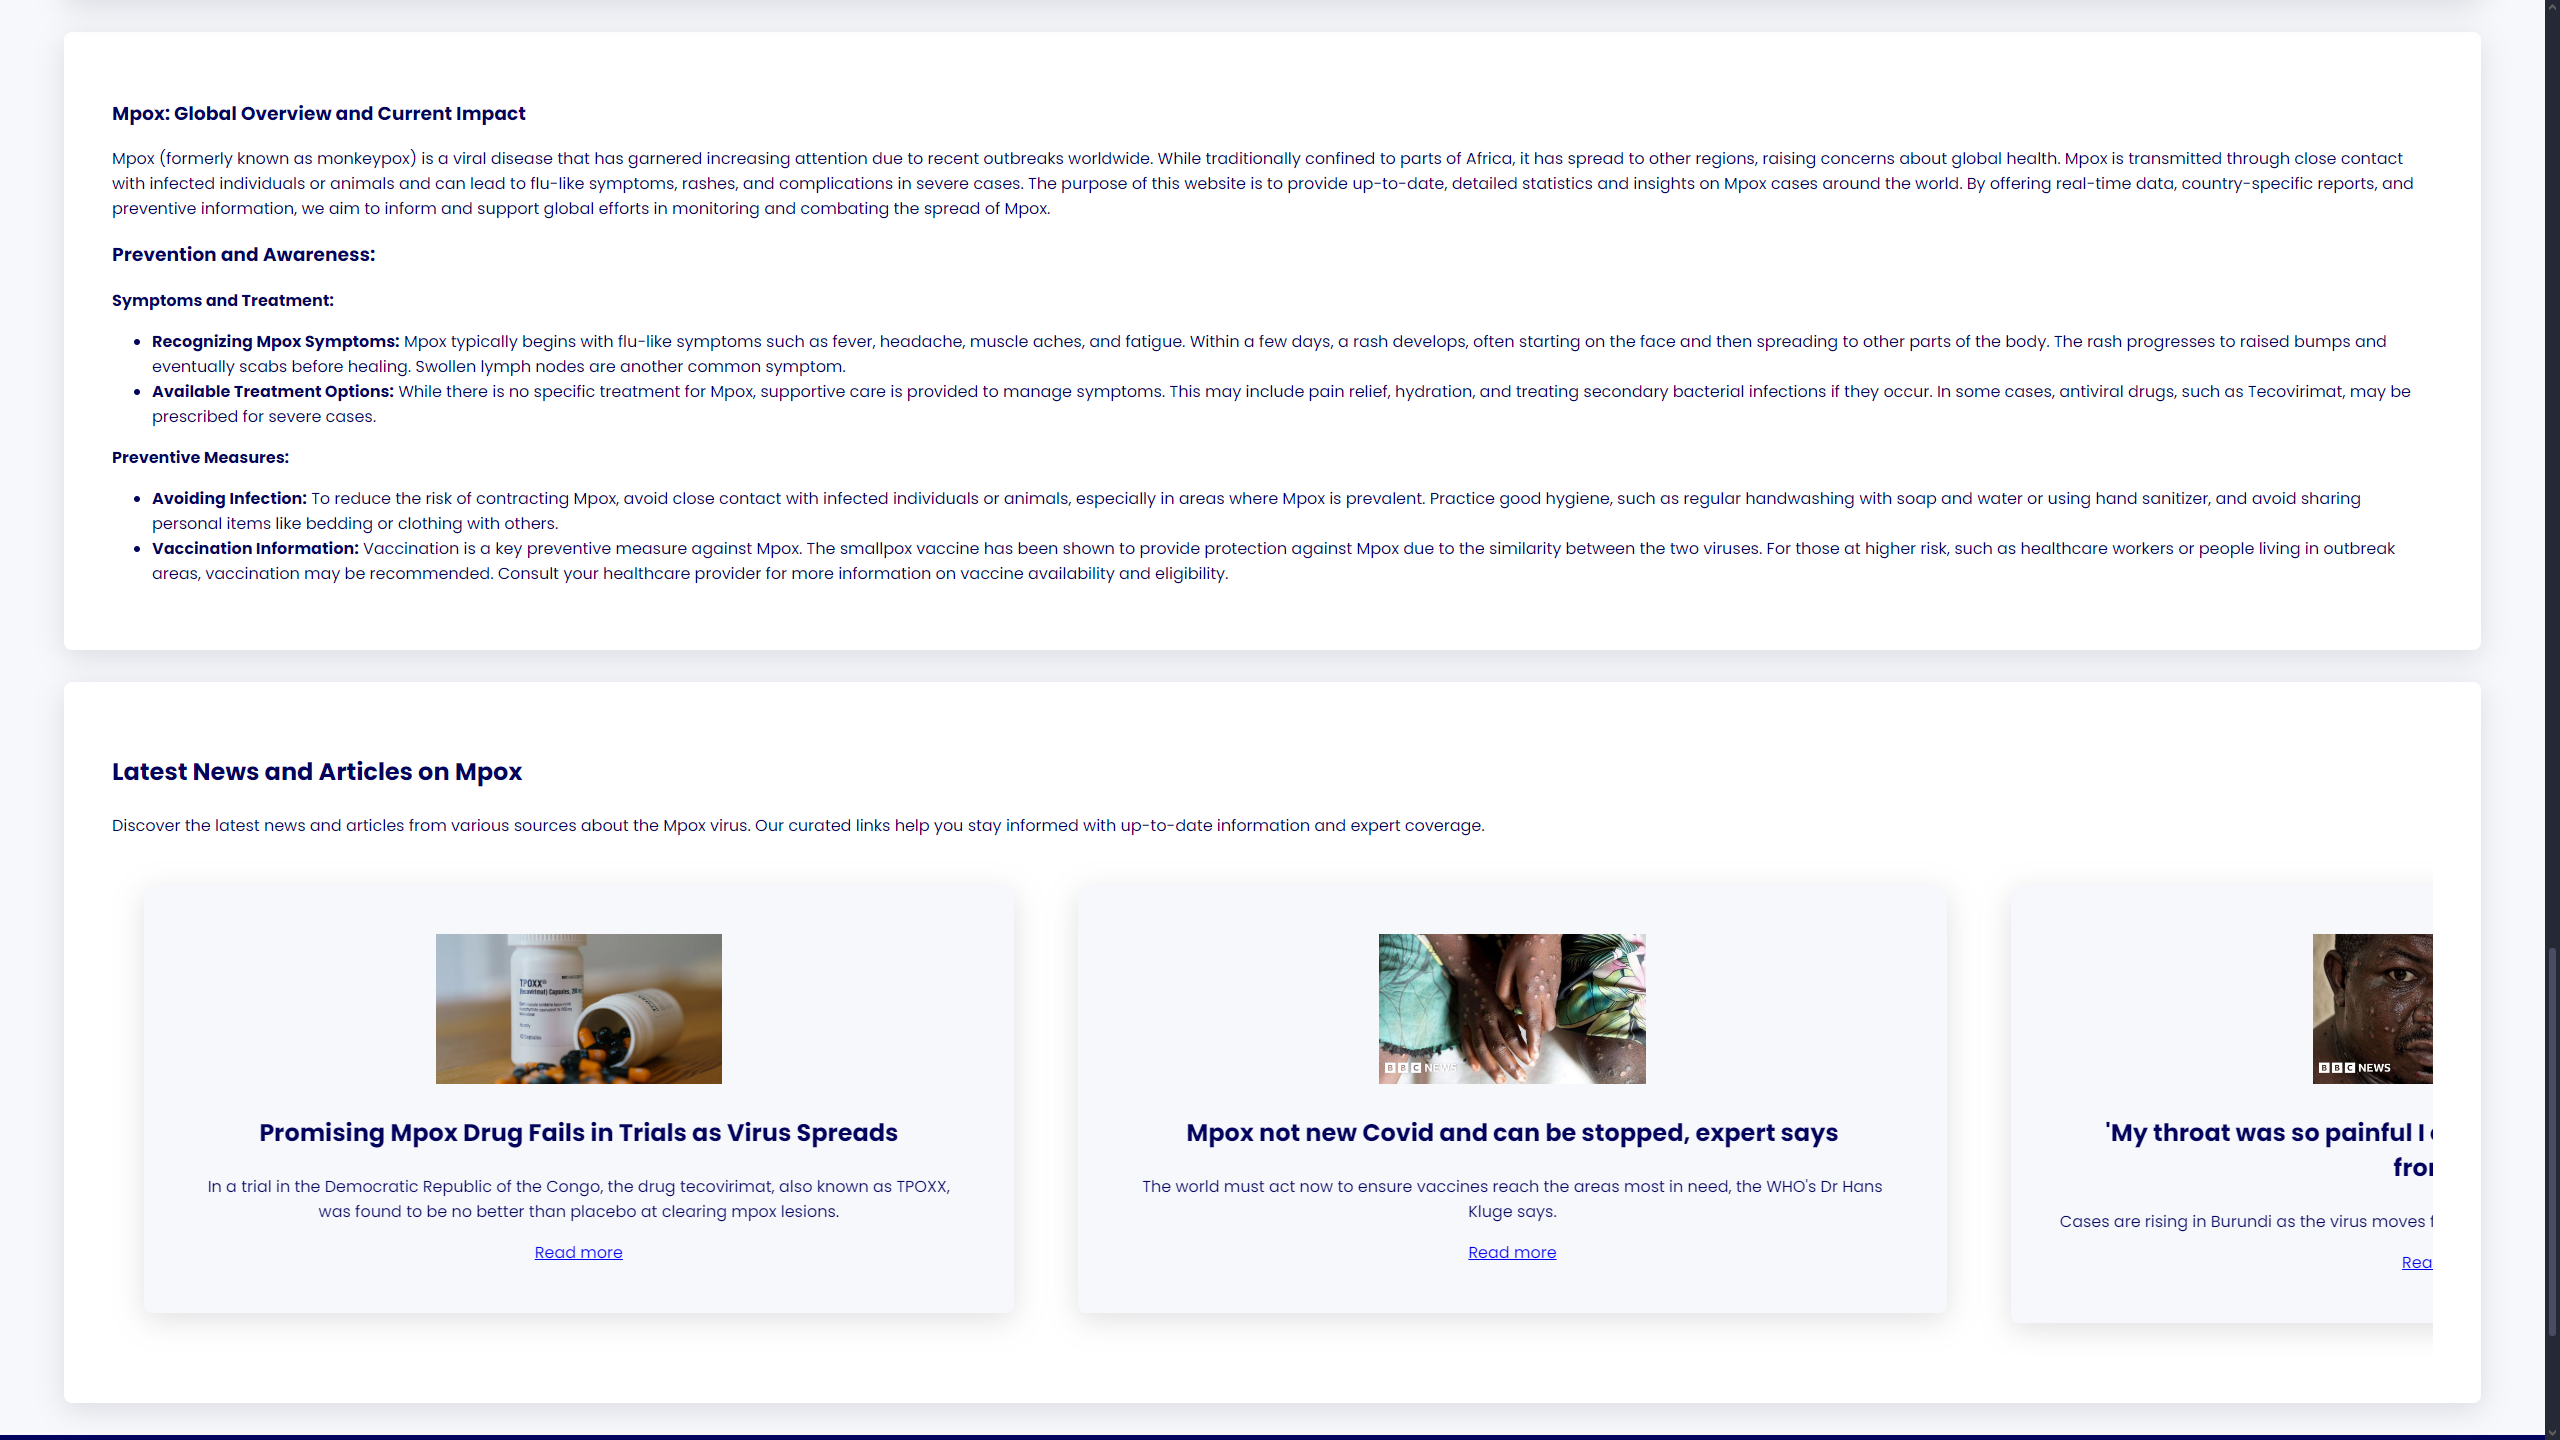 Mpox: Global Overview and Current Impact
Mpox (formerly known as monkeypox) is a viral disease that has garnered increasing attention due to recent outbreaks worldwide. While traditionally confined to parts of Africa, it has spread to other regions, raising concerns about global health. Mpox is transmitted through close contact
with infected individuals or animals and can lead to flu-like symptoms, rashes, and complications in severe cases. The purpose of this website is to provide up-to-date, detailed statistics and insights on Mpox cases around the world. By offering real-time data, country-specific reports, and
preventive information, we aim to inform and support global efforts in monitoring and combating the spread of Mpox.
Prevention and Awareness:
Symptoms and Treatment:
• Recognizing Mpox Symptoms: Mpox typically begins with flu-like symptoms such as fever, headache, muscle aches, and fatigue. Within a few days, a rash develops, often starting on the face and then spreading to other parts of the body. The rash progresses to raised bumps and
eventually scabs before healing. Swollen lymph nodes are another common symptom.
• Available Treatment Options: While there is no specific treatment for Mpox, supportive care is provided to manage symptoms. This may include pain relief, hydration, and treating secondary bacterial infections if they occur. In some cases, antiviral drugs, such as Tecovirimat, may be
prescribed for severe cases.
Preventive Measures:
• Avoiding Infection: To reduce the risk of contracting Mpox, avoid close contact with infected individuals or animals, especially in areas where Mpox is prevalent. Practice good hygiene, such as regular handwashing with soap and water or using hand sanitizer, and avoid sharing
personal items like bedding or clothing with others.
• Vaccination Information: Vaccination is a key preventive measure against Mpox. The smallpox vaccine has been shown to provide protection against Mpox due to the similarity between the two viruses. For those at higher risk, such as healthcare workers or people living in outbreak
areas, vaccination may be recommended. Consult your healthcare provider for more information on vaccine availability and eligibility.
Latest News and Articles on Mpox
Discover the latest news and articles from various sources about the Mpox virus. Our curated links help you stay informed with up-to-date information and expert coverage.
TPOXX®
(tecovirimat) Capsules,
Promising Mpox Drug Fails in Trials as Virus Spreads
In a trial in the Democratic Republic of the Congo, the drug tecovirimat, also known as TPOXX,
was found to be no better than placebo at clearing mpox lesions.
Read more
BBC NEWS
Mpox not new Covid and can be stopped, expert says
The world must act now to ensure vaccines reach the areas most in need, the WHO's Dr Hans
Kluge says.
Read more
BBC NEWS
'My throat was so painful I
Cases are rising in Burundi as the virus moves